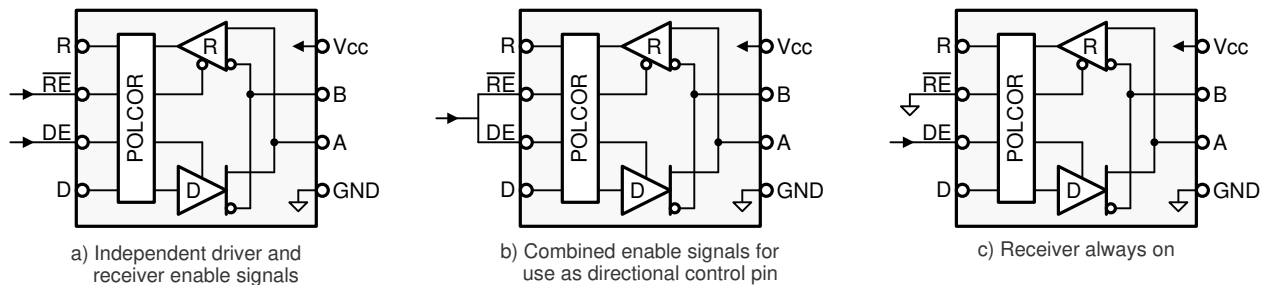 R
RE
DE
D
POLCOR
R
D
Vcc
B
A
GND
a) Independent driver and
receiver enable signals
R
RE
DE
D
POLCOR
R
D
Vcc
B
A
GND
b) Combined enable signals for
use as directional control pin
R
RE
DE
D
POLCOR
R
D
Vcc
B
A
GND
c) Receiver always on